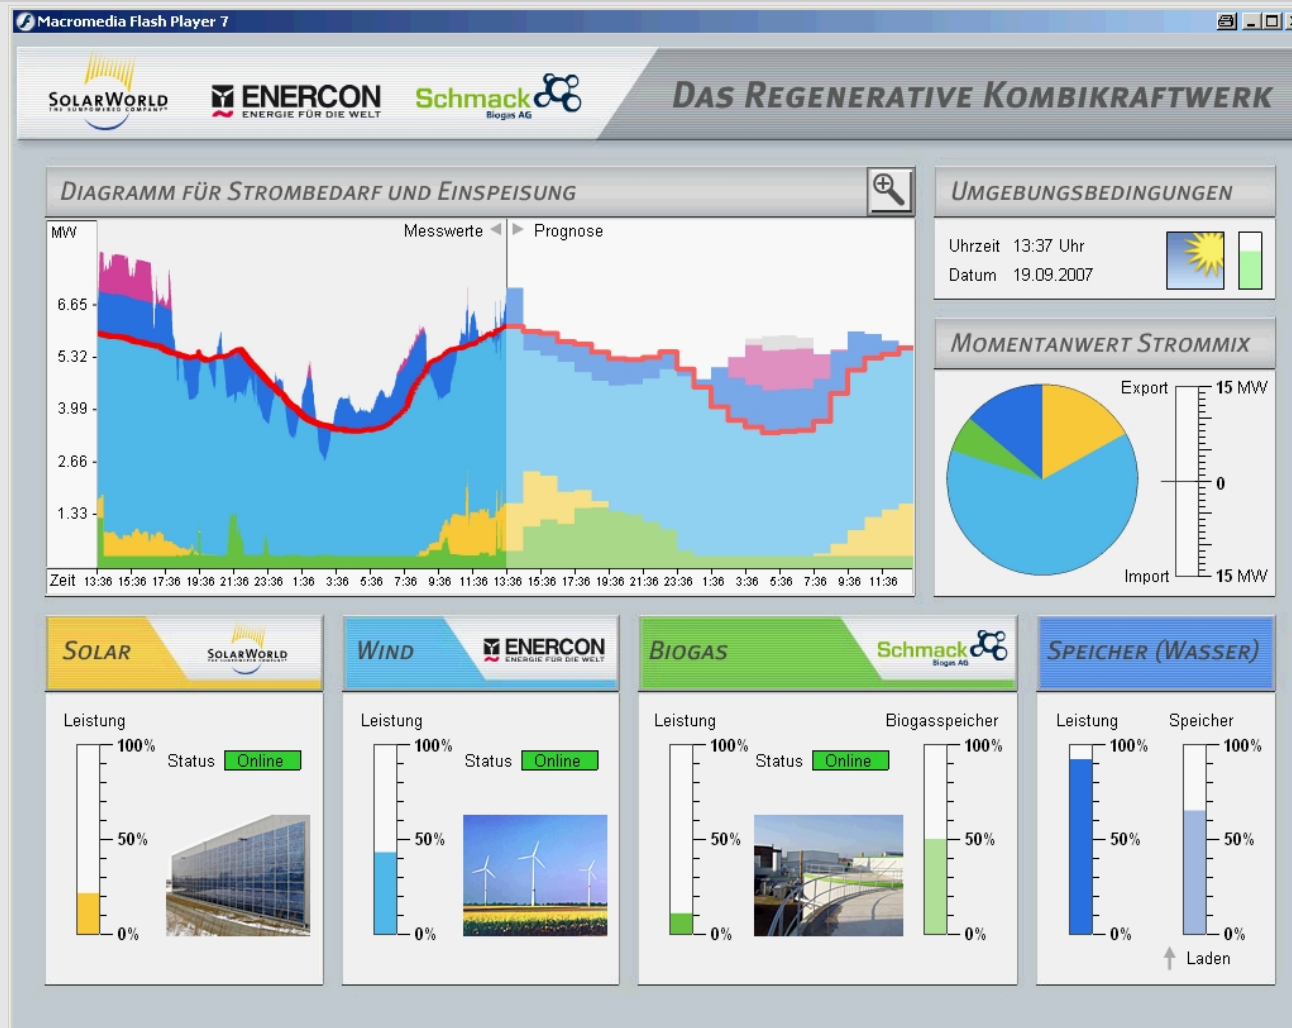 Macromedia Flash Player 7
SOLARWORLD
THE SUNPOWERED COMPANY
ENERCON
ENERGIE FÜR DIE WELT
Schmack
Biogas AG
DAS REGENERATIVE KOMBIKRAFTWERK
DIAGRAMM FÜR STROMBEDARF UND EINSPEISUNG
MW
Messwerte
Prognose
6.65
5.32
3.99
2.66
1.33
Zeit 13:36 15:36 17:36 19:36 21:36 23:36 1:36 3:36 5:36 7:36 9:36 11:36 13:36 15:36 17:36 19:36 21:36 23:36 1:36 3:36 5:36 7:36 9:36 11:36
UMGEBUNGSBEDINGUNGEN
Uhrzeit 13:37 Uhr
Datum 19.09.2007
MOMENTANWERT STROMMIX
Export 15 MW
0
Import 15 MW
SOLAR
SOLARWORLD
THE SUNPOWERED COMPANY
Leistung
100%
Status Online
50%
0%
WIND
ENERCON
ENERGIE FÜR DIE WELT
Leistung
100%
Status Online
50%
0%
BIOGAS
Schmack
Biogas AG
Leistung
100%
Status Online
50%
0%
Biogasspeicher
100%
50%
0%
SPEICHER (WASSER)
Leistung
100%
50%
0%
Speicher
100%
50%
0%
Laden